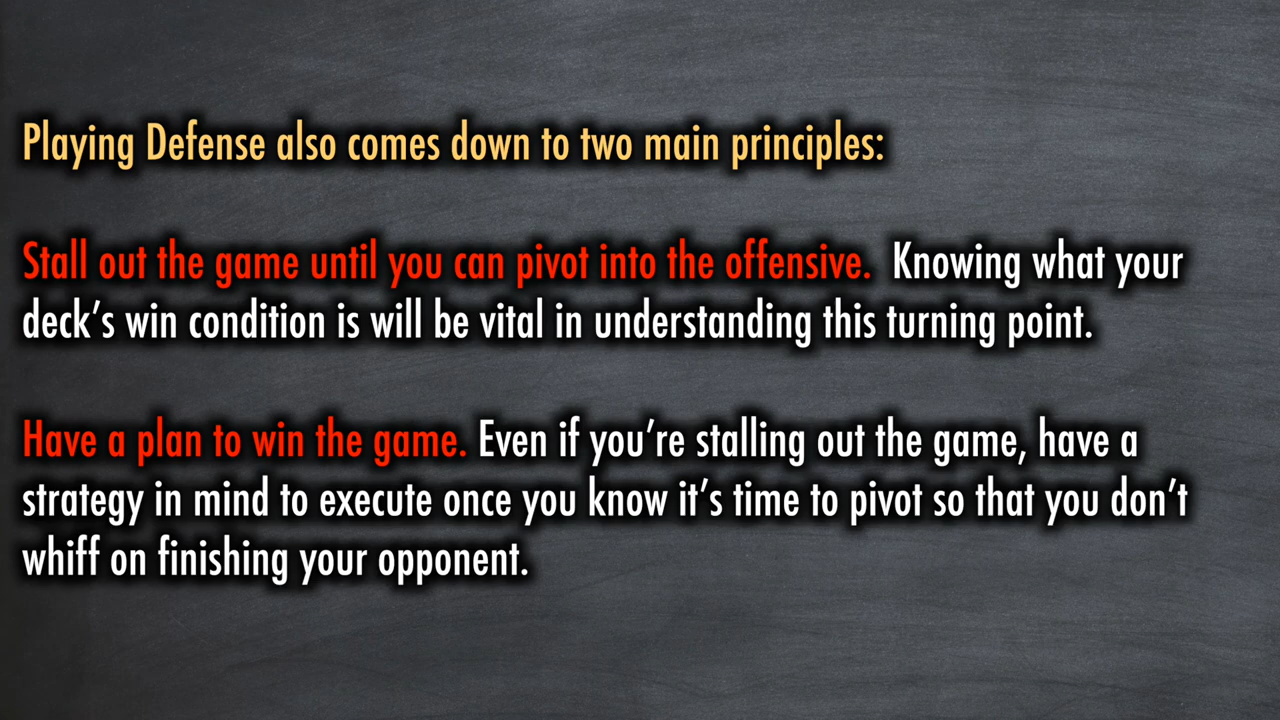 Playing Defense also comes down to two main principles:
Stall out the game until you can pivot into the offensive. Knowing what your
deck’s win condition is will be vital in understanding this turning point.
Have a plan to win the game. Even if you’re stalling out the game, have a
strategy in mind to execute once you know it’s time to pivot so that you don’t
whiff on finishing your opponent.